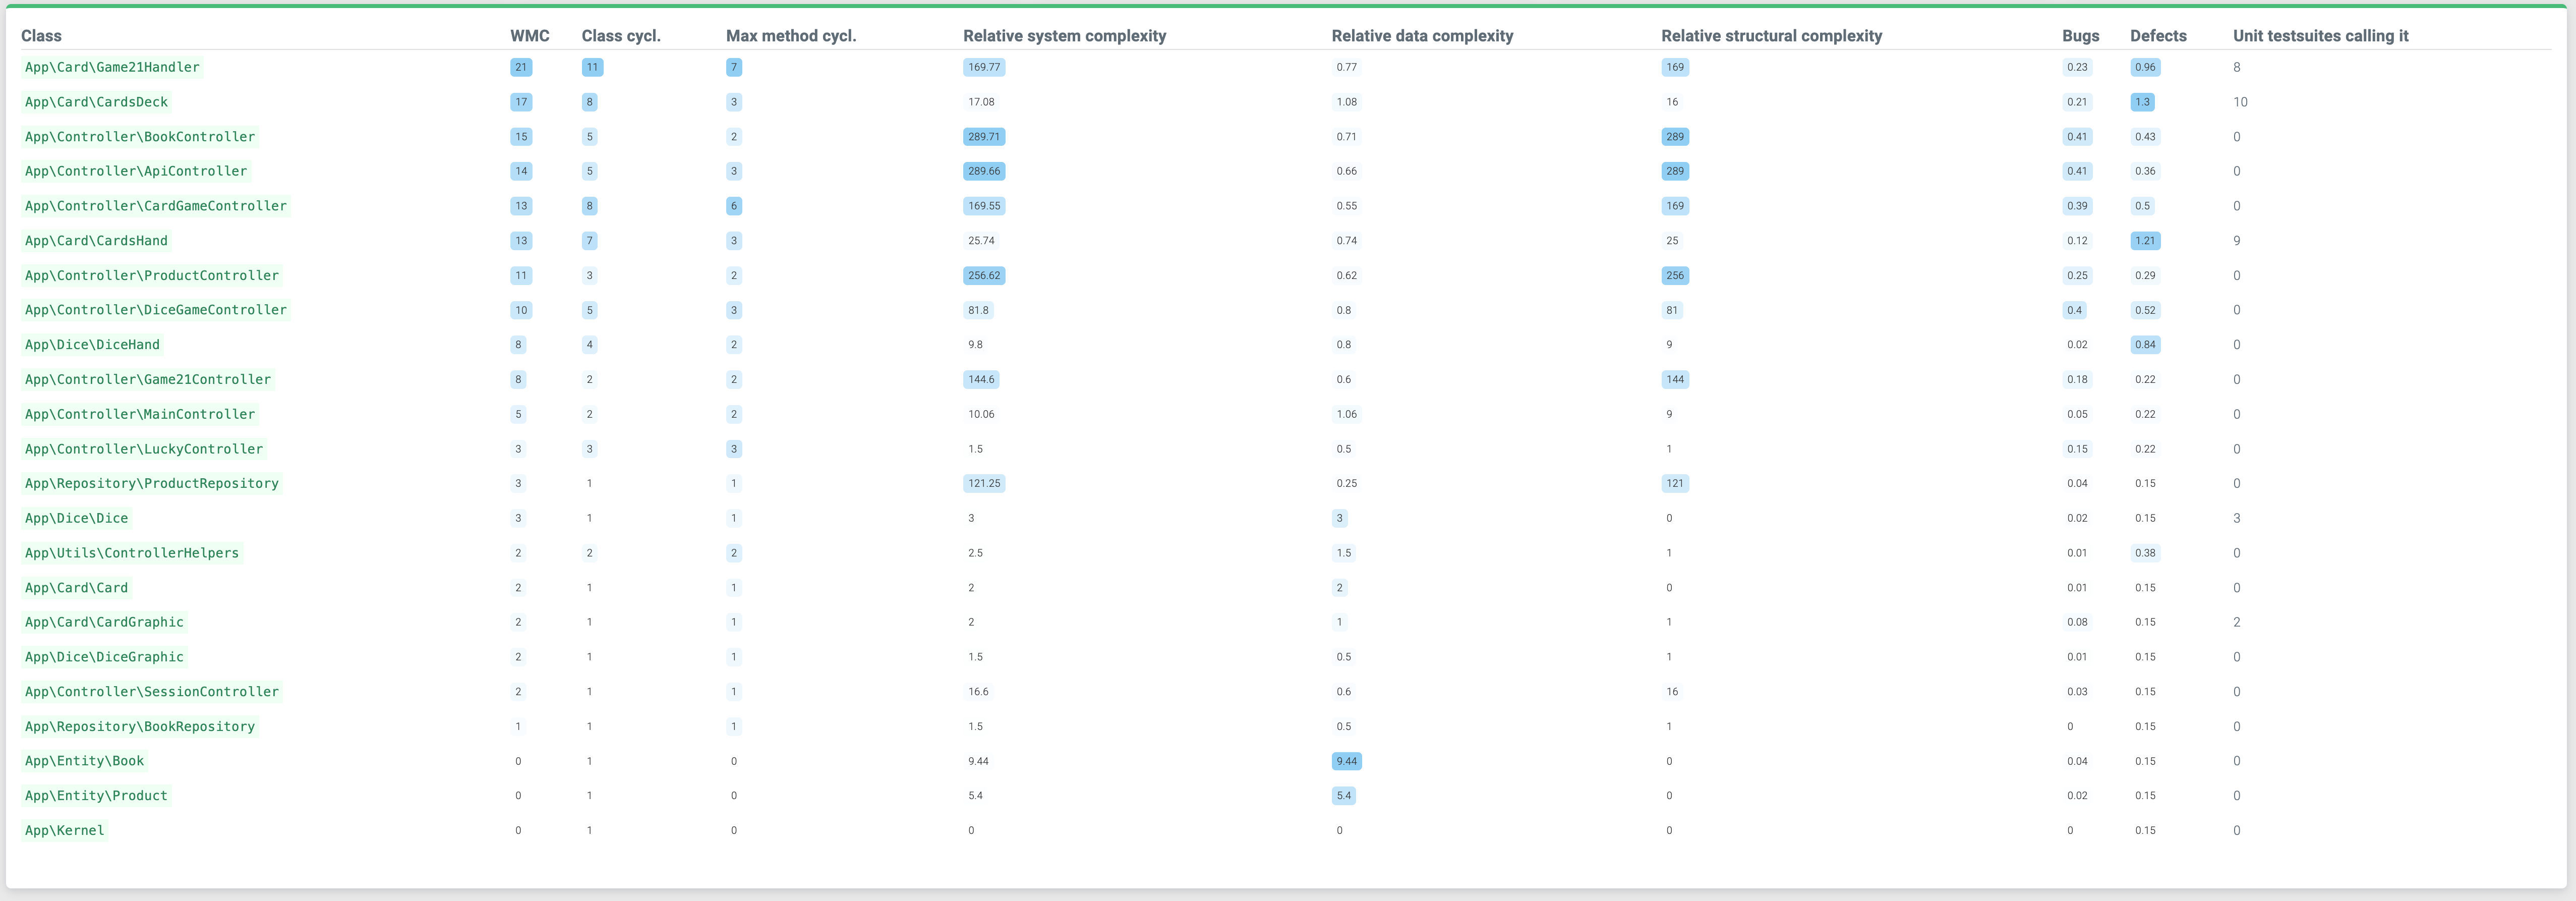 Class WMC Class cycl. Max method cycl. Relative system complexity Relative data complexity Relative structural complexity Bugs Defects Unit testsuites calling it
App\Card\Game21Handler 21 11 7 169.77 0.77 169 0.23 0.96 8
App\Card\CardsDeck 17 8 3 17.08 1.08 16 0.21 1.3 10
App\Controller\BookController 15 5 2 289.71 0.71 289 0.41 0.43 0
App\Controller\ApiController 14 5 3 289.66 0.66 289 0.41 0.36 0
App\Controller\CardGameController 13 8 6 169.55 0.55 169 0.39 0.5 0
App\Card\CardsHand 13 7 3 25.74 0.74 25 0.12 1.21 9
App\Controller\ProductController 11 3 2 256.62 0.62 256 0.25 0.29 0
App\Controller\DiceGameController 10 5 3 81.8 0.8 81 0.4 0.52 0
App\Dice\DiceHand 8 4 2 9.8 0.8 9 0.02 0.84 0
App\Controller\Game21Controller 8 2 2 144.6 0.6 144 0.18 0.22 0
App\Controller\MainController 5 2 2 10.06 1.06 9 0.05 0.22 0
App\Controller\LuckyController 3 3 3 1.5 0.5 1 0.15 0.22 0
App\Repository\ProductRepository 3 1 1 121.25 0.25 121 0.04 0.15 0
App\Dice\Dice 3 1 1 3 3 0 0.02 0.15 3
App\Utils\ControllerHelpers 2 2 2 2.5 1.5 1 0.01 0.38 0
App\Card\Card 2 1 1 2 2 0 0.01 0.15 0
App\Card\CardGraphic 2 1 1 2 1 1 0.08 0.15 2
App\Dice\DiceGraphic 2 1 1 1.5 0.5 1 0.01 0.15 0
App\Controller\SessionController 2 1 1 16.6 0.6 16 0.03 0.15 0
App\Repository\BookRepository 1 1 1 1.5 0.5 1 0 0.15 0
App\Entity\Book 0 1 0 9.44 9.44 0 0.04 0.15 0
App\Entity\Product 0 1 0 5.4 5.4 0 0.02 0.15 0
App\Kernel 0 1 0 0 0 0 0 0.15 0